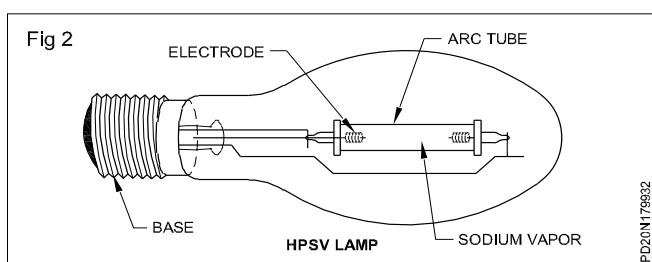 Fig 2
ELECTRODE
ARC TUBE
BASE
HPSV LAMP
SODIUM VAPOR
PD20N179932